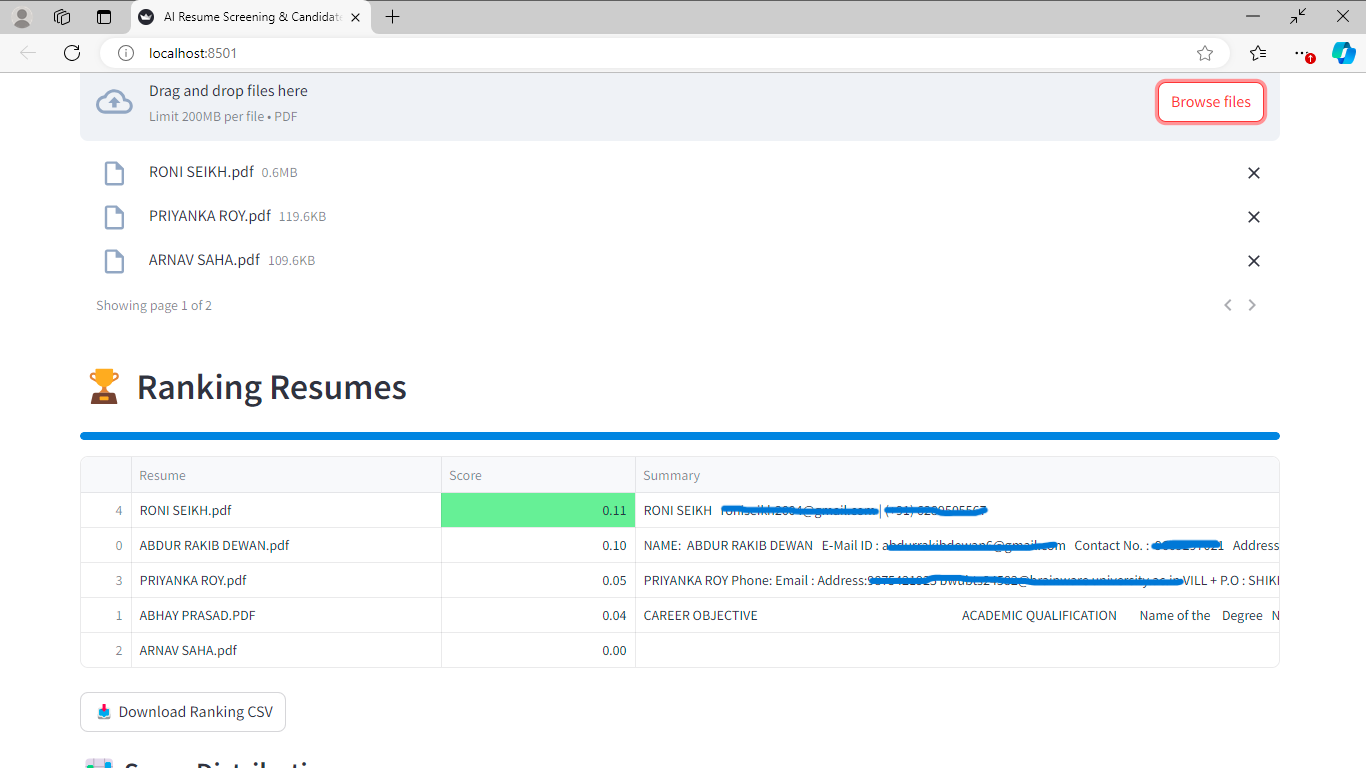 AI Resume Screening & Candidate
localhost:8501
Drag and drop files here
Limit 200MB per file • PDF
Browse files
RONI SEIKH.pdf 0.6MB
PRIYANKA ROY.pdf 119.6KB
ARNAV SAHA.pdf 109.6KB
Showing page 1 of 2
🏆 Ranking Resumes
Resume Score Summary
4 RONI SEIKH.pdf 0.11 RONI SEIKH
0 ABDUR RAKIB DEWAN.pdf 0.10 NAME: ABDUR RAKIB DEWAN E-Mail ID : Contact No. : Address
3 PRIYANKA ROY.pdf 0.05 PRIYANKA ROY Phone: Email : Address: VILL + P.O : SHIKI
1 ABHAY PRASAD.PDF 0.04 CAREER OBJECTIVE ACADEMIC QUALIFICATION Name of the Degree N
2 ARNAV SAHA.pdf 0.00
Download Ranking CSV